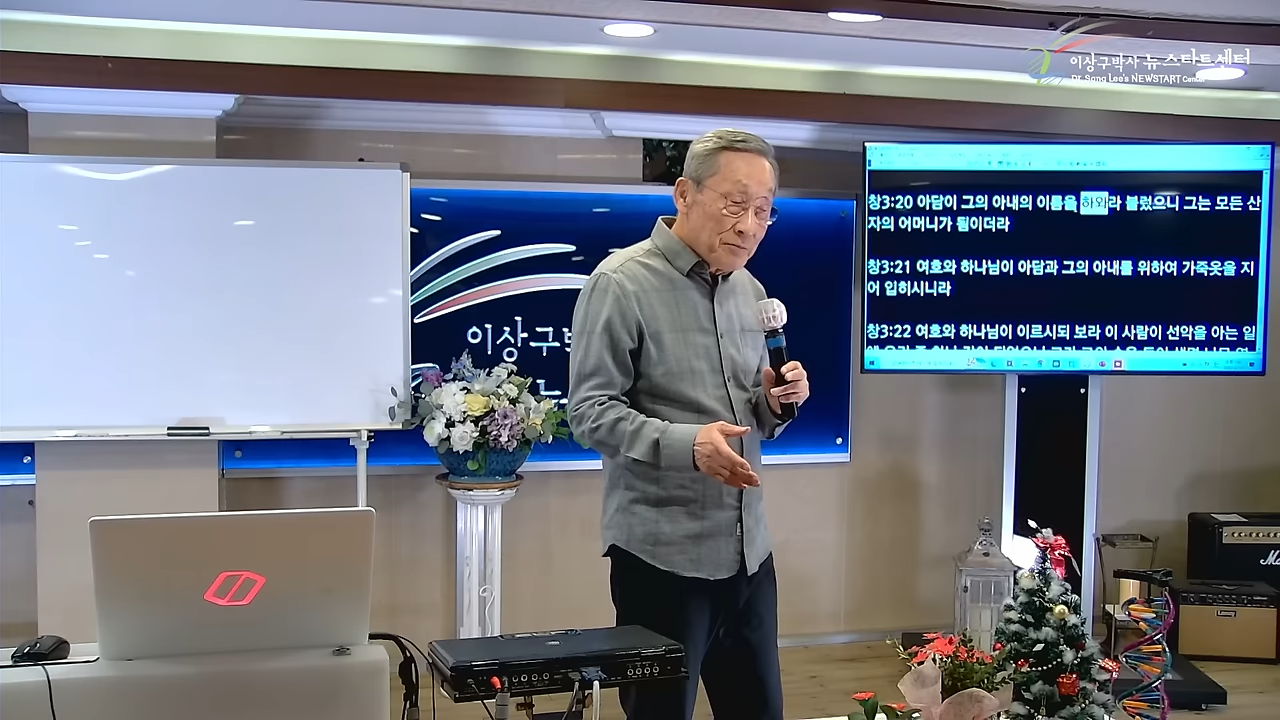 이상구박사 뉴스타트센터
Dr. Sang Lee's NEWSTART Center
창3:20 아담이 그의 아내의 이름을 하와라 불렀으니 그는 모든 산
자의 어머니가 됨이더라
창3:21 여호와 하나님이 아담과 그의 아내를 위하여 가죽옷을 지
어 입히시니라
창3:22 여호와 하나님이 이르시되 보라 이 사람이 선악을 아는 일
이상구